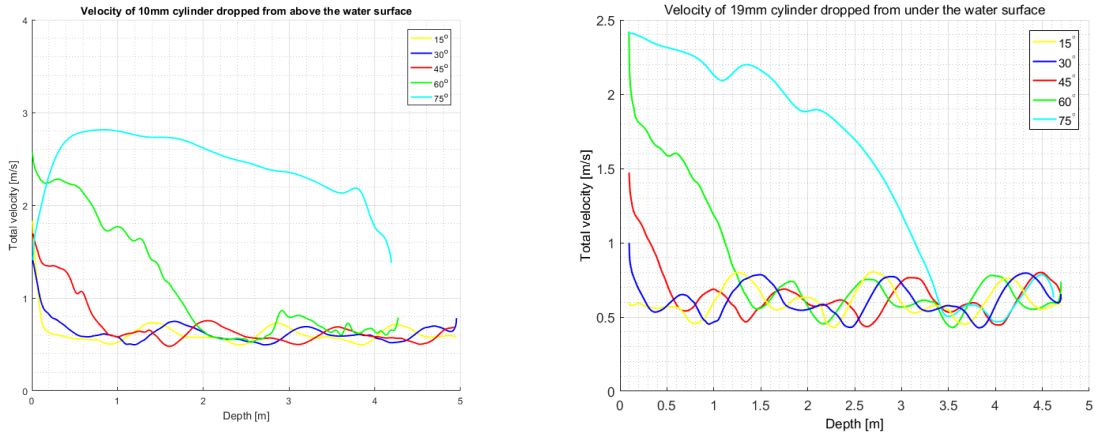 Velocity of 10mm cylinder dropped from above the water surface
4
3
2
1
0
Total velocity [m/s]
15°
30°
45°
60°
75°
0 1 2 3 4 5
Depth [m]
Velocity of 19mm cylinder dropped from under the water surface
2.5
2
1.5
1
0.5
0
Total velocity [m/s]
15°
30°
45°
60°
75°
0 0.5 1 1.5 2 2.5 3 3.5 4 4.5 5
Depth [m]